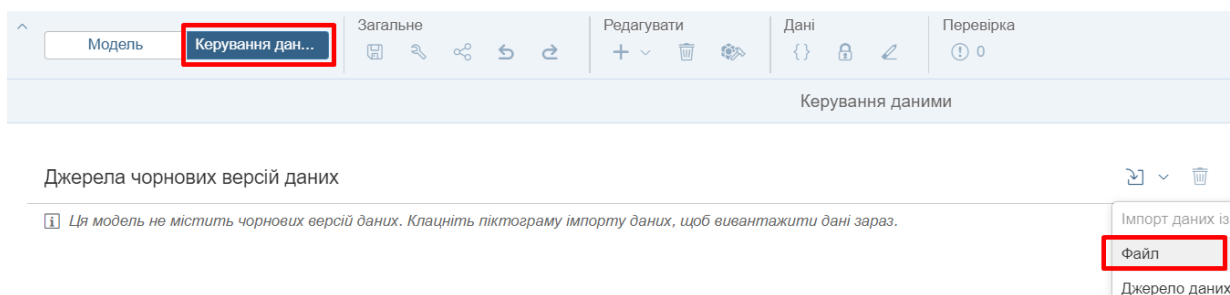 Загальне Редагувати Дані Перевірка
Модель Керування дан... {} 0
Керування даними
Джерела чорнових версій даних
Ця модель не містить чорнових версій даних. Клацніть піктограму імпорту даних, щоб вивантажити дані зараз.
Імпорт даних із
Файл
Джерело даних